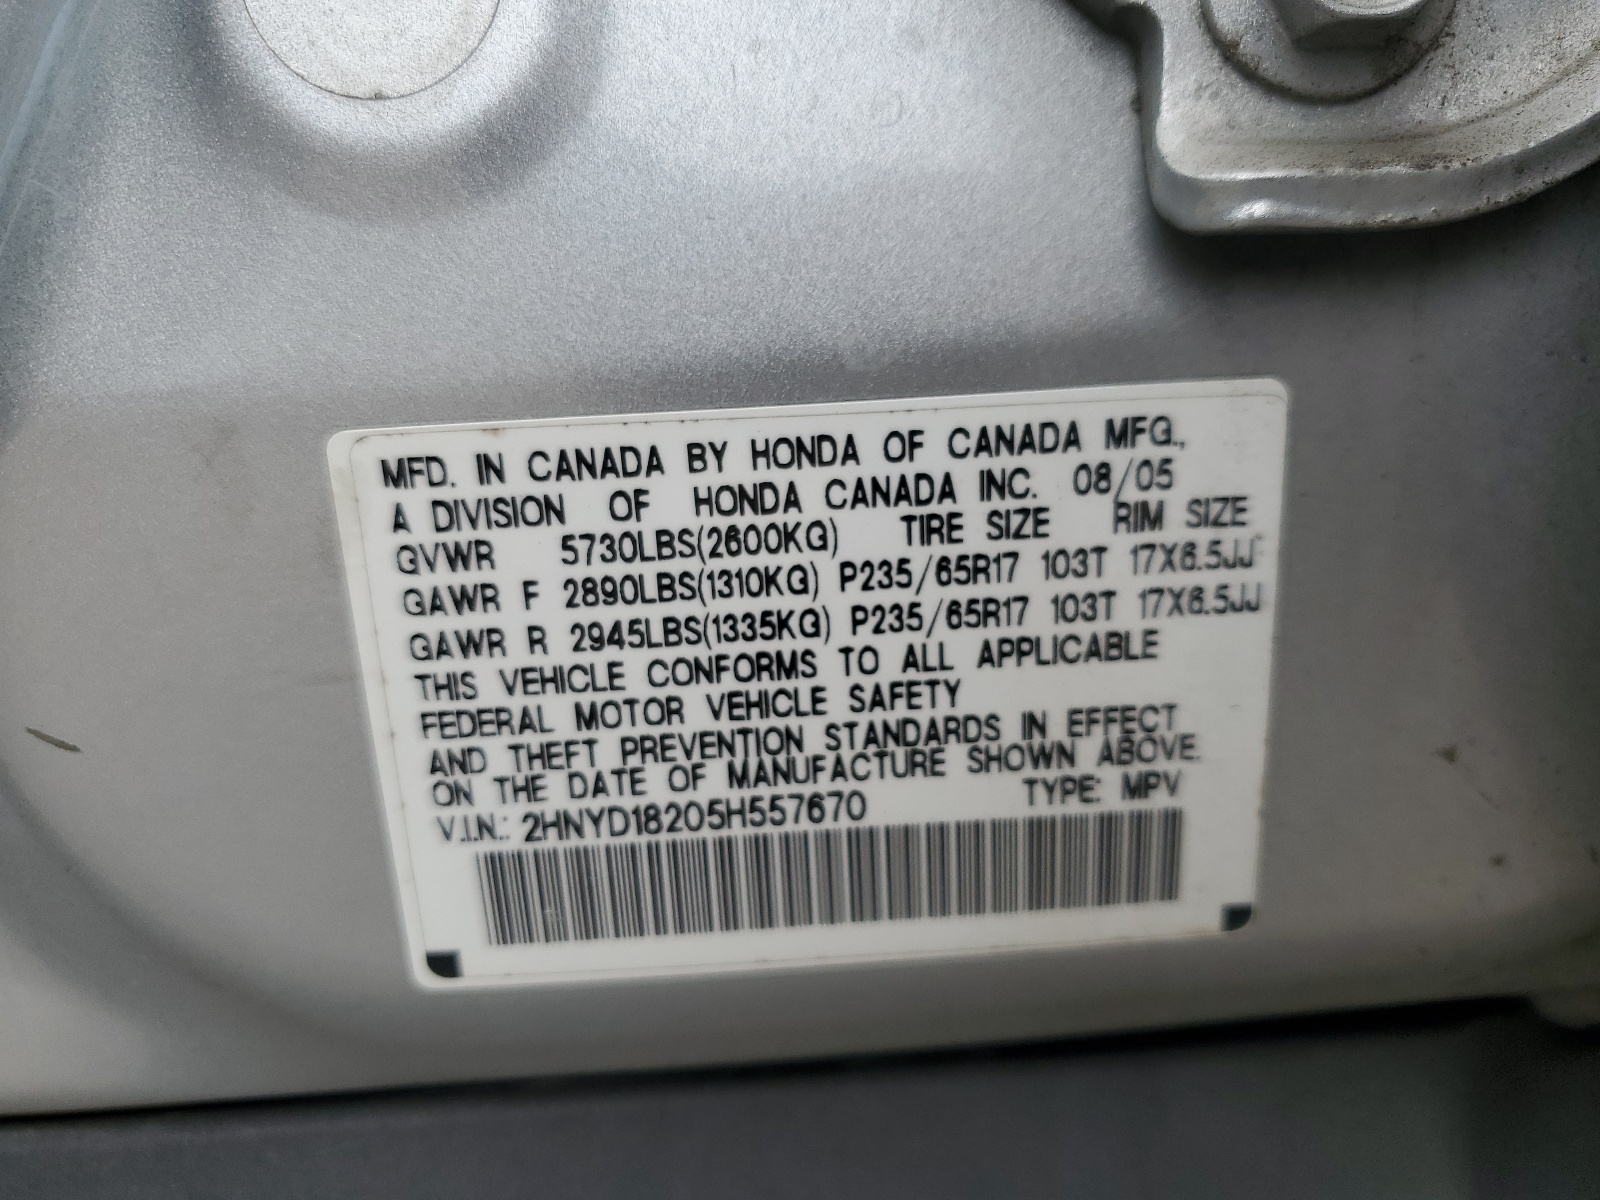 MFD. IN CANADA BY HONDA OF CANADA MFG.,
A DIVISION OF HONDA CANADA INC. 08/05
GVWR 5730LBS(2600KG) TIRE SIZE RIM SIZE
GAWR F 2890LBS(1310KG) P235/65R17 103T 17X6.5JJ
GAWR R 2945LBS(1335KG) P235/65R17 103T 17X6.5JJ
THIS VEHICLE CONFORMS TO ALL APPLICABLE
FEDERAL MOTOR VEHICLE SAFETY
AND THEFT PREVENTION STANDARDS IN EFFECT
ON THE DATE OF MANUFACTURE SHOWN ABOVE.
V.I.N.: 2HNYD18205H557670 TYPE: MPV